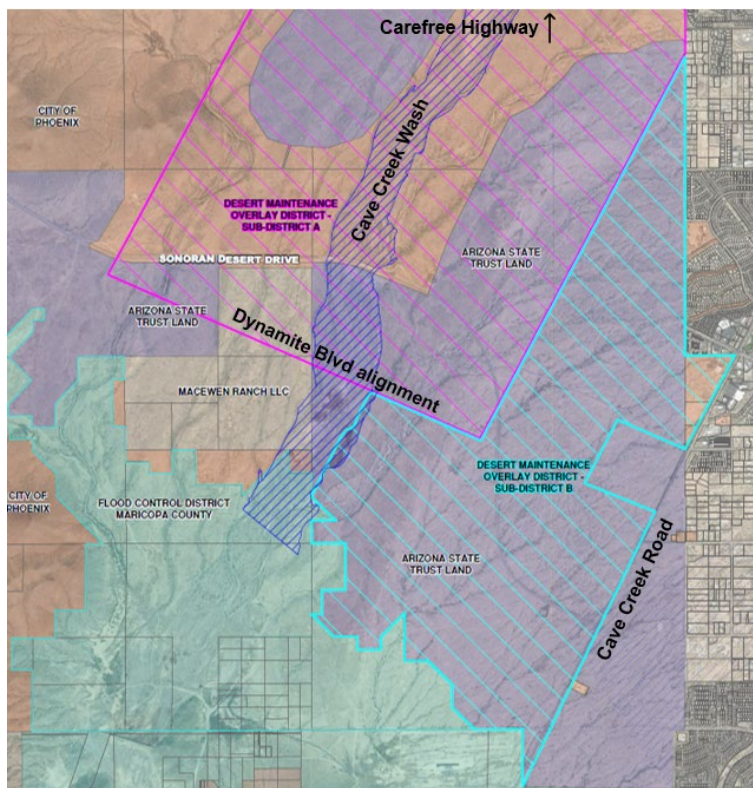 Carefree Highway ↑
CITY OF
PHOENIX
Cave Creek Wash
DESERT MAINTENANCE
OVERLAY DISTRICT -
SUB-DISTRICT A
SONORAN DESERT DRIVE
ARIZONA STATE
TRUST LAND
ARIZONA STATE
TRUST LAND
Dynamite Blvd alignment
MACEWEN RANCH LLC
DESERT MAINTENANCE
OVERLAY DISTRICT -
SUB-DISTRICT B
CITY OF
PHOENIX
FLOOD CONTROL DISTRICT
MARICOPA COUNTY
ARIZONA STATE
TRUST LAND
Cave Creek Road